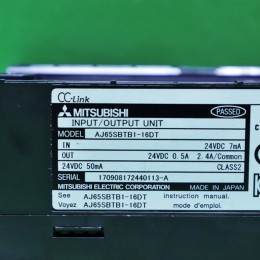 CC-Link
MITSUBISHI PASSED
INPUT/OUTPUT UNIT
MODEL AJ65SBTB1-16DT
IN 24VDC 7mA
OUT 24VDC 0.5A 2.4A/Common
24VDC 50mA CLASS2
SERIAL 170908172440113-A
MITSUBISHI ELECTRIC CORPORATION MADE IN JAPAN
See AJ65SBTB1-16DT instruction manual.
Voyez AJ65SBTB1-16DT mode d'emploi.